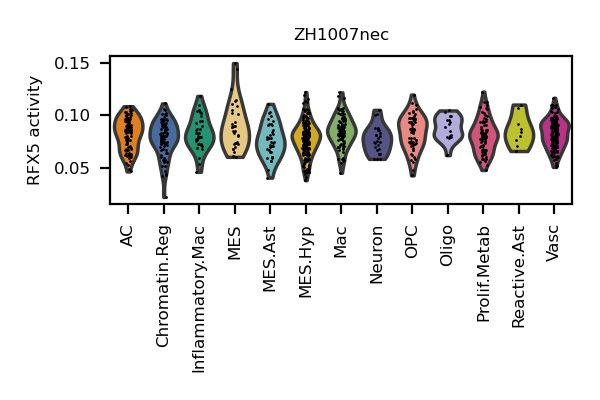 ZH1007nec
RFX5 activity
0.15
0.10
0.05
AC
Chromatin.Reg
Inflammatory.Mac
MES
MES.Ast
MES.Hyp
Mac
Neuron
OPC
Oligo
Prolif.Metab
Reactive.Ast
Vasc